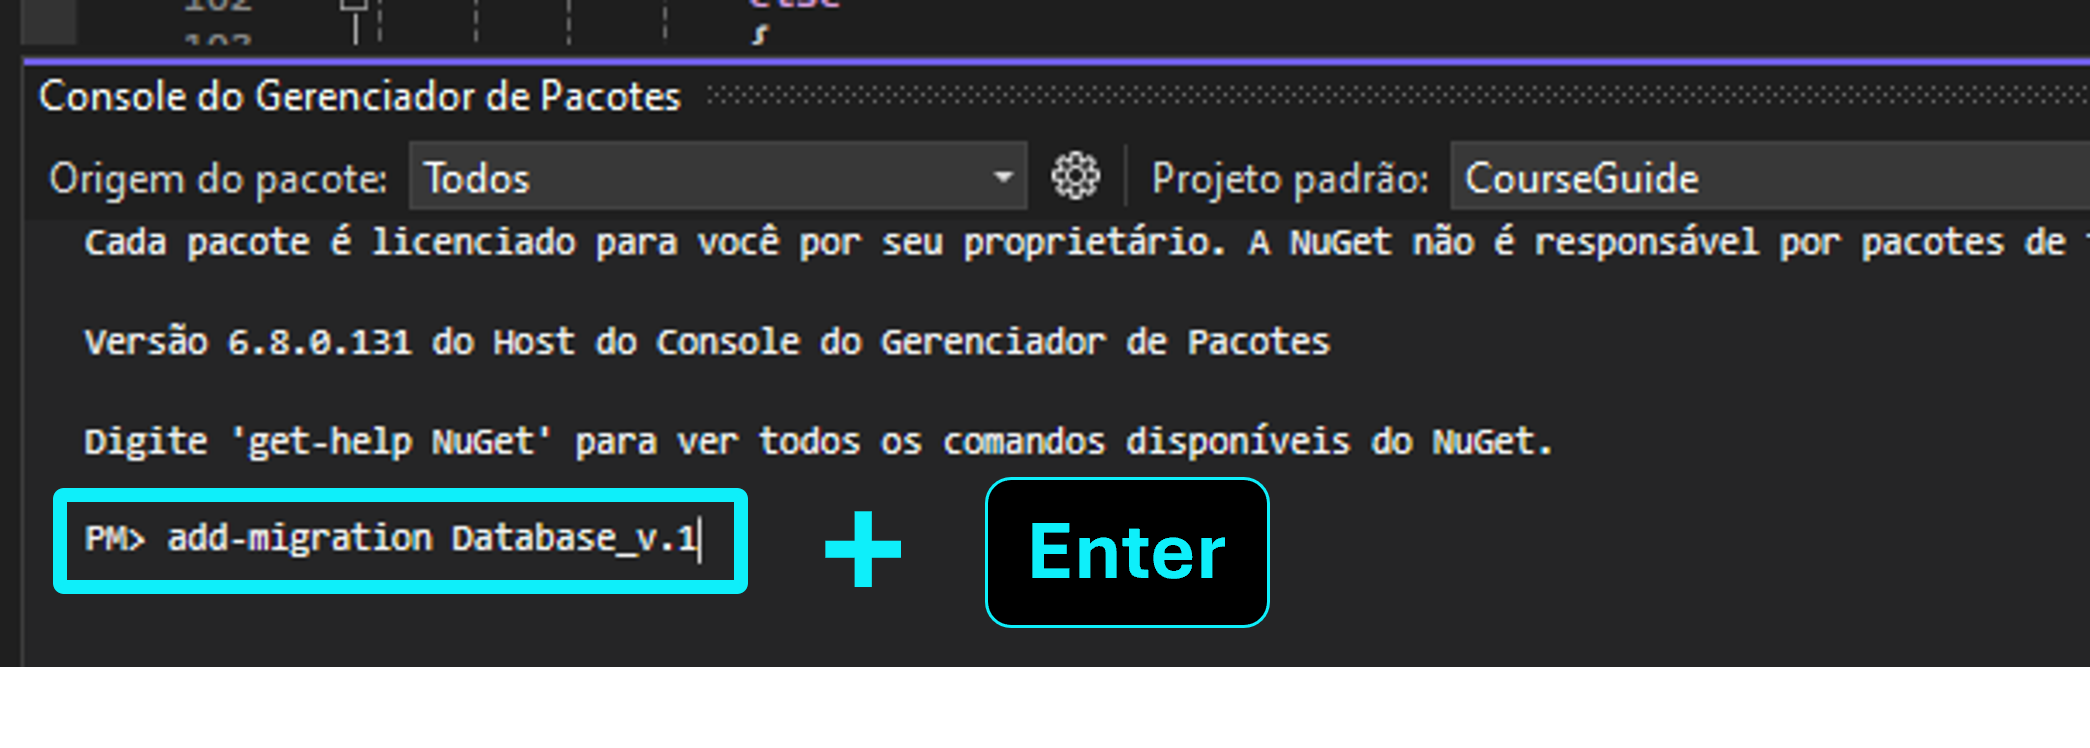 102
else
103
{
Console do Gerenciador de Pacotes
Origem do pacote: Todos Projeto padrão: CourseGuide
Cada pacote é licenciado para você por seu proprietário. A NuGet não é responsável por pacotes de
Versão 6.8.0.131 do Host do Console do Gerenciador de Pacotes
Digite 'get-help NuGet' para ver todos os comandos disponíveis do NuGet.
PM> add-migration Database_v.1
+
Enter